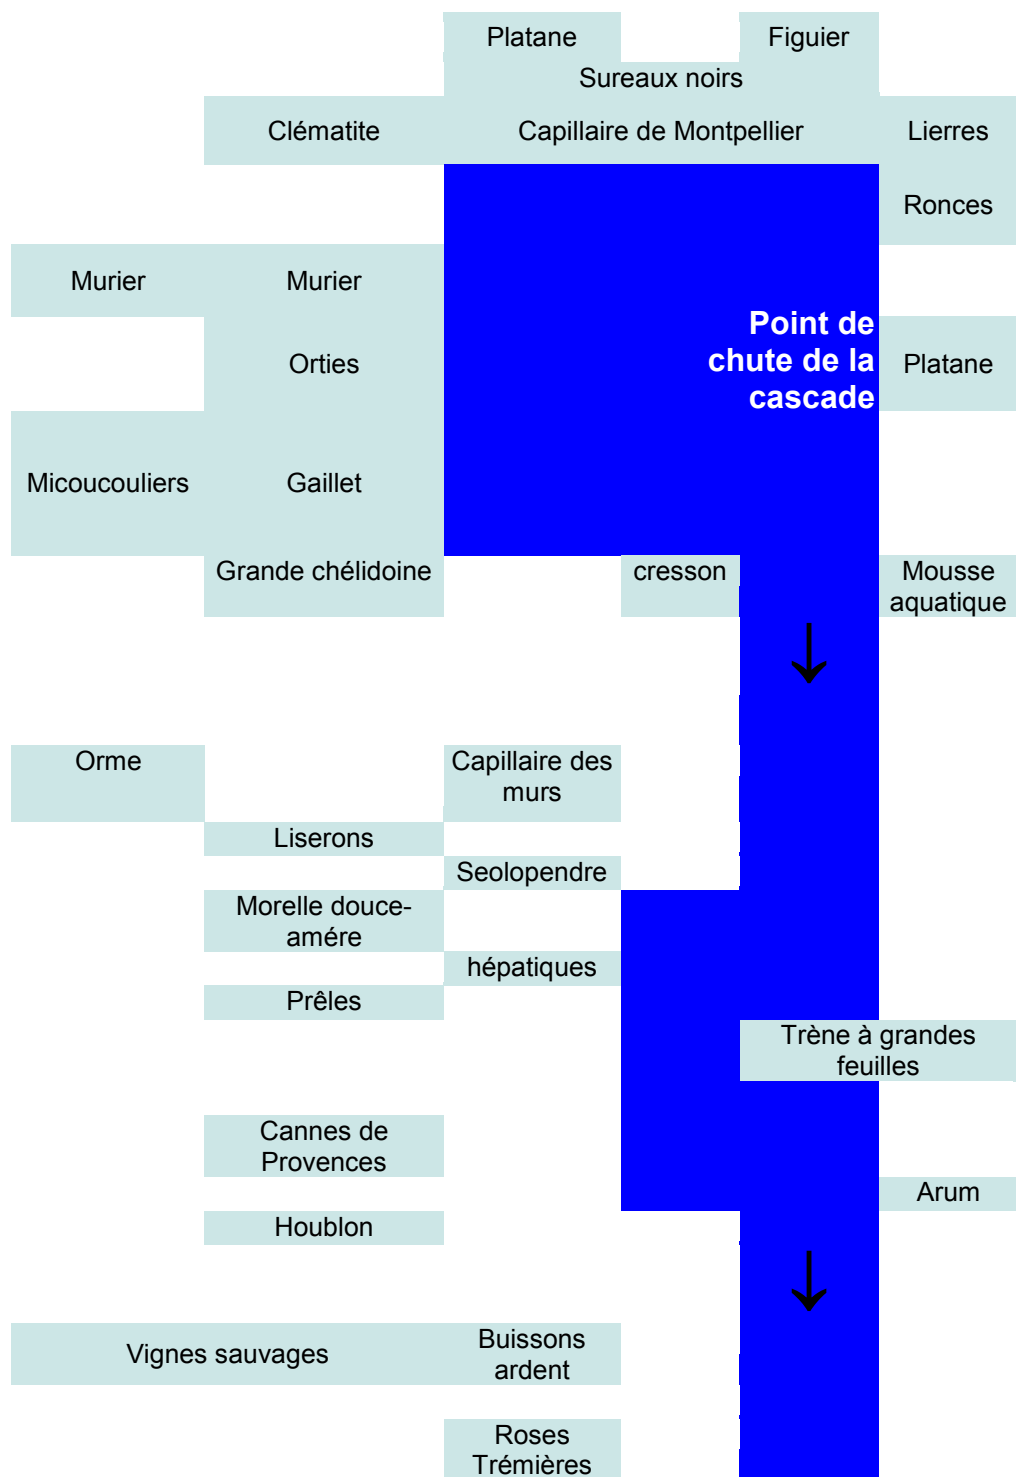 Platane
Figuier
Sureaux noirs
Clématite
Capillaire de Montpellier
Lierres
Ronces
Murier
Murier
Point de
chute de la
cascade
Orties
Platane
Micoucouliers
Gaillet
Grande chélidoine
cresson
Mousse
aquatique
Orme
Capillaire des
murs
Liserons
Seolopendre
Morelle douce-
amére
hépatiques
Prêles
Trène à grandes
feuilles
Cannes de
Provences
Arum
Houblon
Vignes sauvages
Buissons
ardent
Roses
Trémières